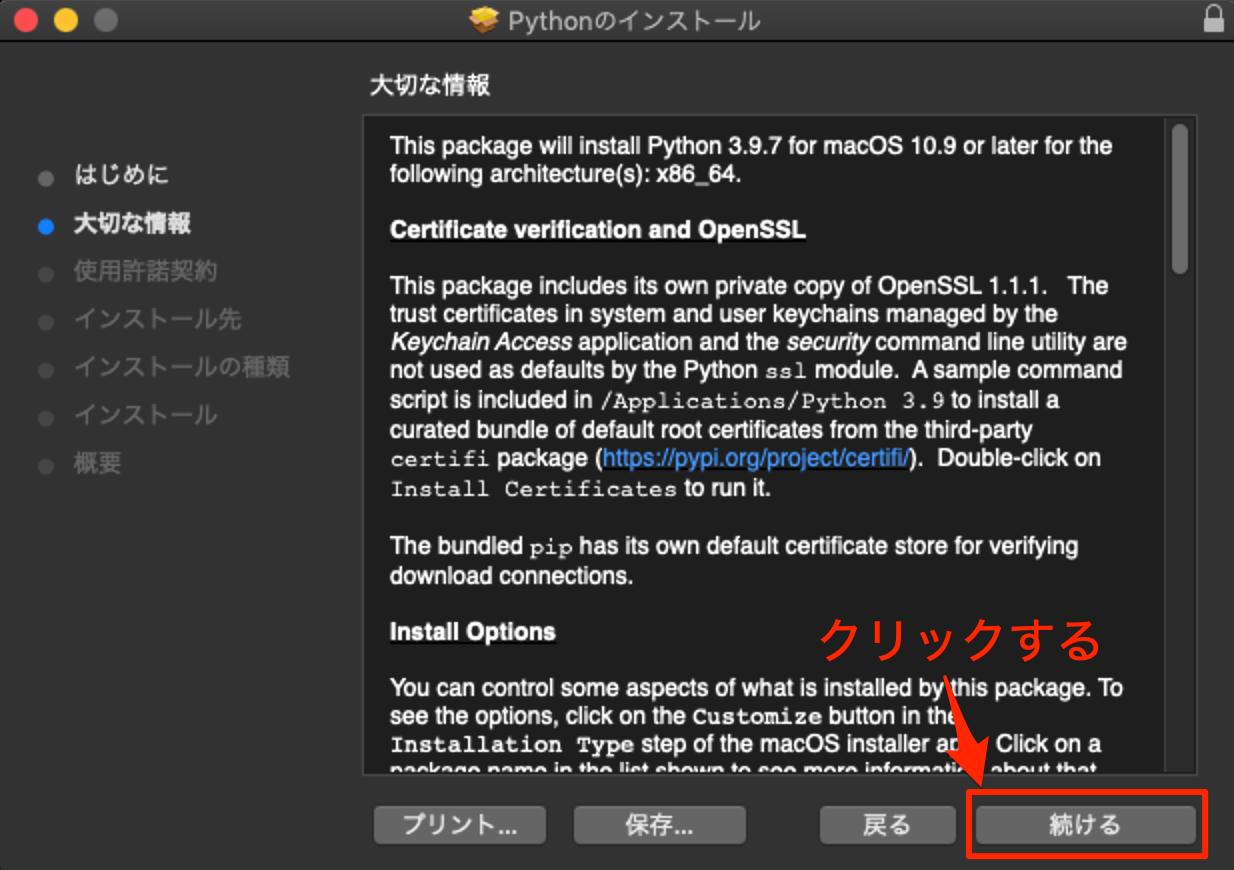 Pythonのインストール
大切な情報
はじめに
大切な情報
使用許諾契約
インストール先
インストールの種類
インストール
概要
This package will install Python 3.9.7 for macOS 10.9 or later for the
following architecture(s): x86_64.
Certificate verification and OpenSSL
This package includes its own private copy of OpenSSL 1.1.1.   The
trust certificates in system and user keychains managed by the
Keychain Access application and the security command line utility are
not used as defaults by the Python ssl module.  A sample command
script is included in /Applications/Python 3.9 to install a
curated bundle of default root certificates from the third-party
certifi package (https://pypi.org/project/certifi/).  Double-click on
Install Certificates to run it.
The bundled pip has its own default certificate store for verifying
download connections.
Install Options
クリックする
You can control some aspects of what is installed by this package. To
see the options, click on the Customize button in the
Installation Type step of the macOS installer Click on a
package name in the list shown to see more information about that
プリント...
保存...
戻る
続ける